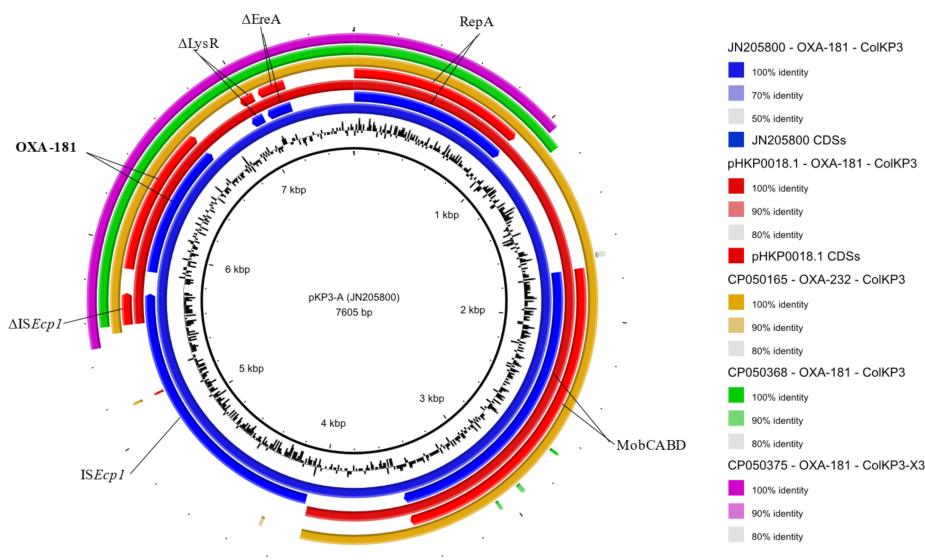 ΔEreA
RepA
ΔLysR
OXA-181
7 kbp
1 kbp
6 kbp
pKP3-A (JN205800)
7605 bp
2 kbp
ΔISEcp1
5 kbp
3 kbp
4 kbp
MobCABD
ISEcp1
JN205800 - OXA-181 - ColKP3
100% identity
70% identity
50% identity
JN205800 CDSs
pHKP0018.1 - OXA-181 - ColKP3
100% identity
90% identity
80% identity
pHKP0018.1 CDSs
CP050165 - OXA-232 - ColKP3
100% identity
90% identity
80% identity
CP050368 - OXA-181 - ColKP3
100% identity
90% identity
80% identity
CP050375 - OXA-181 - ColKP3-X3
100% identity
90% identity
80% identity